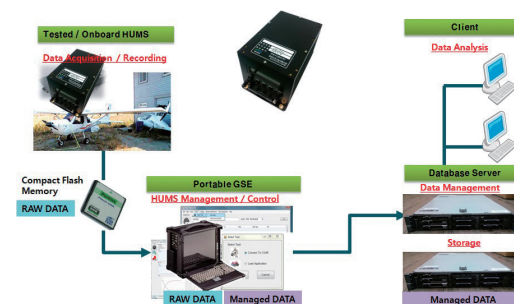 Tested / Onboard HUMS
Data Acquisition / Recording
Compact Flash
Memory
RAW DATA
Portable GSE
HUMS Management / Control
RAW DATA
Managed DATA
Client
Data Analysis
Database Server
Data Management
Storage
Managed DATA